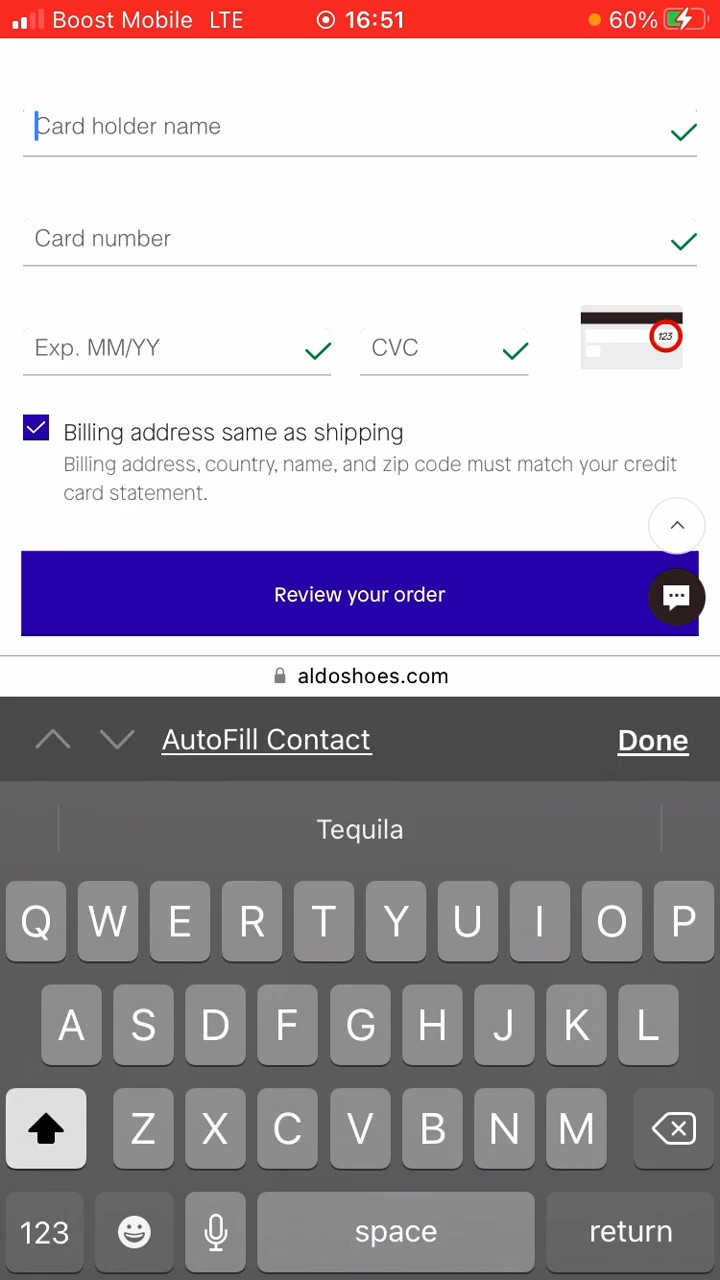 Boost Mobile LTE 16:51 60%
Card holder name
Card number
Exp. MM/YY CVC 123
Billing address same as shipping
Billing address, country, name, and zip code must match your credit
card statement.
Review your order
aldoshoes.com
AutoFill Contact Done
Tequila
Q W E R T Y U I O P
A S D F G H J K L
Z X C V B N M
123 space return